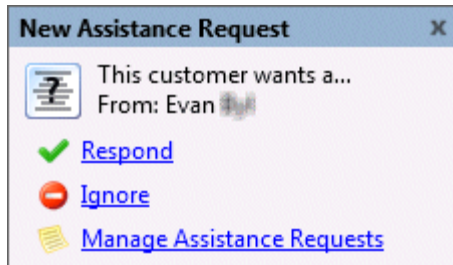 New Assistance Request x
This customer wants a...
From: Evan
Respond
Ignore
Manage Assistance Requests